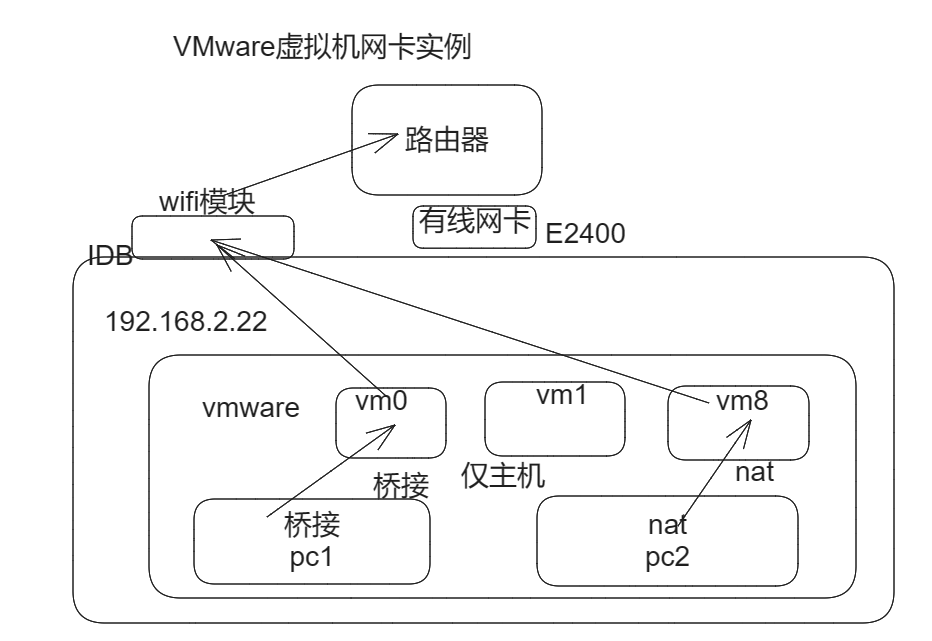 VMware虚拟机网卡实例
路由器
wifi模块
有线网卡
E2400
IDB
192.168.2.22
vmware
vm0
vm1
vm8
桥接
仅主机
nat
桥接
pc1
nat
pc2